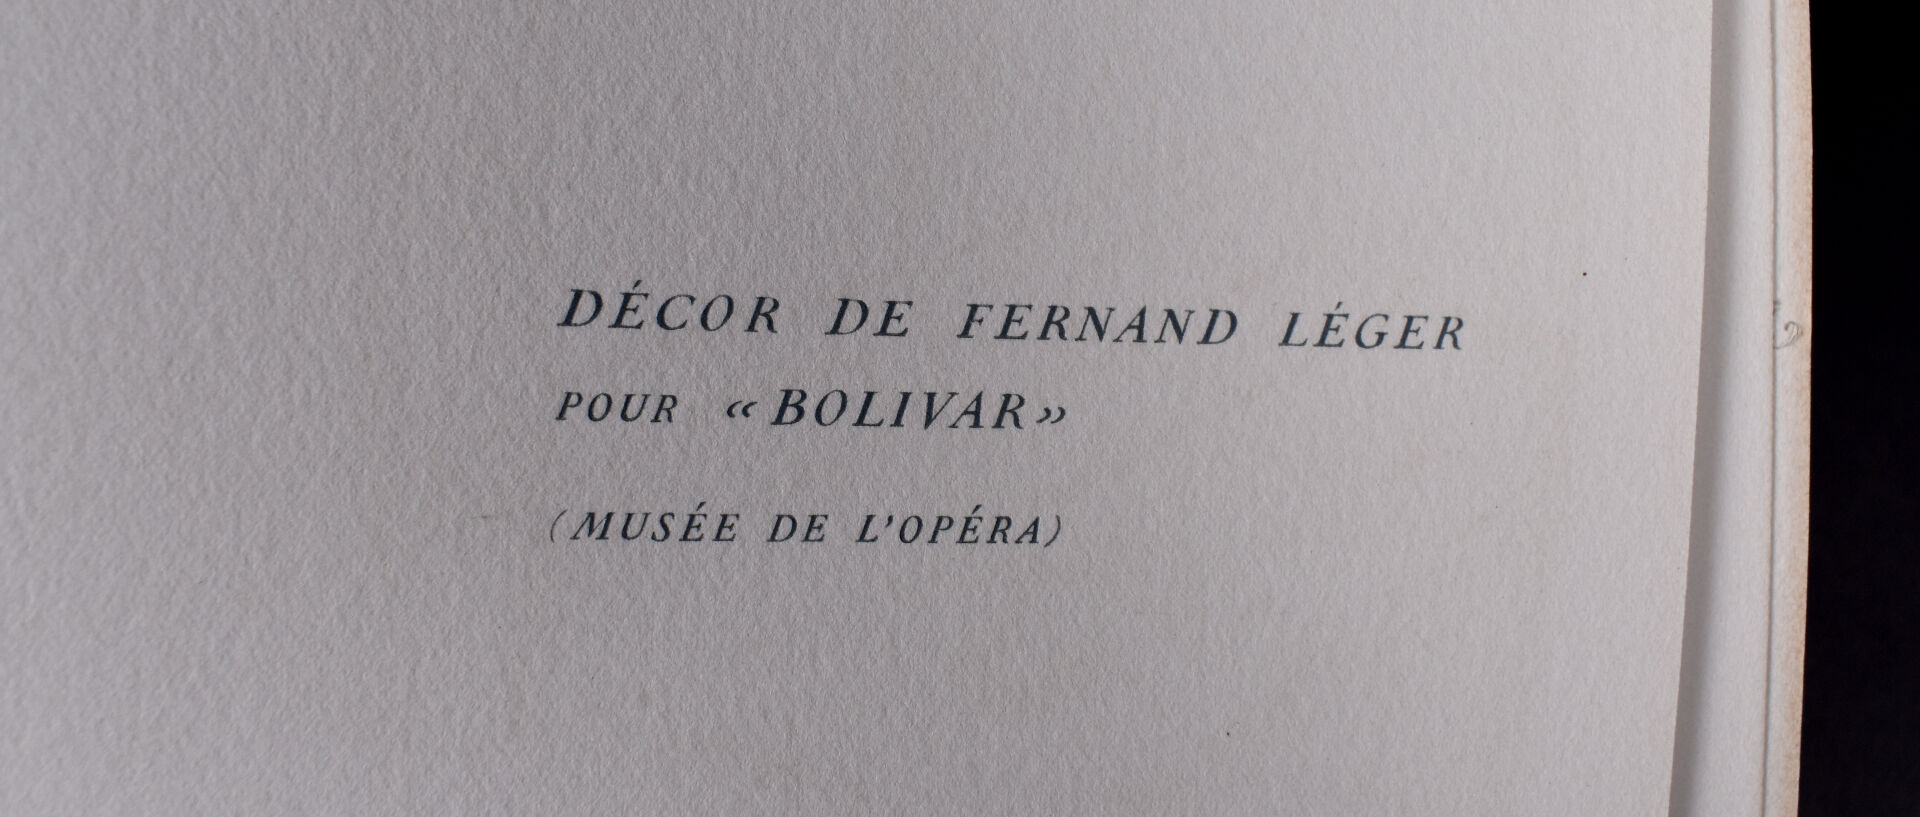 DÉCOR DE FERNAND LÉGER
POUR « BOLIVAR »
(MUSÉE DE L'OPÉRA)